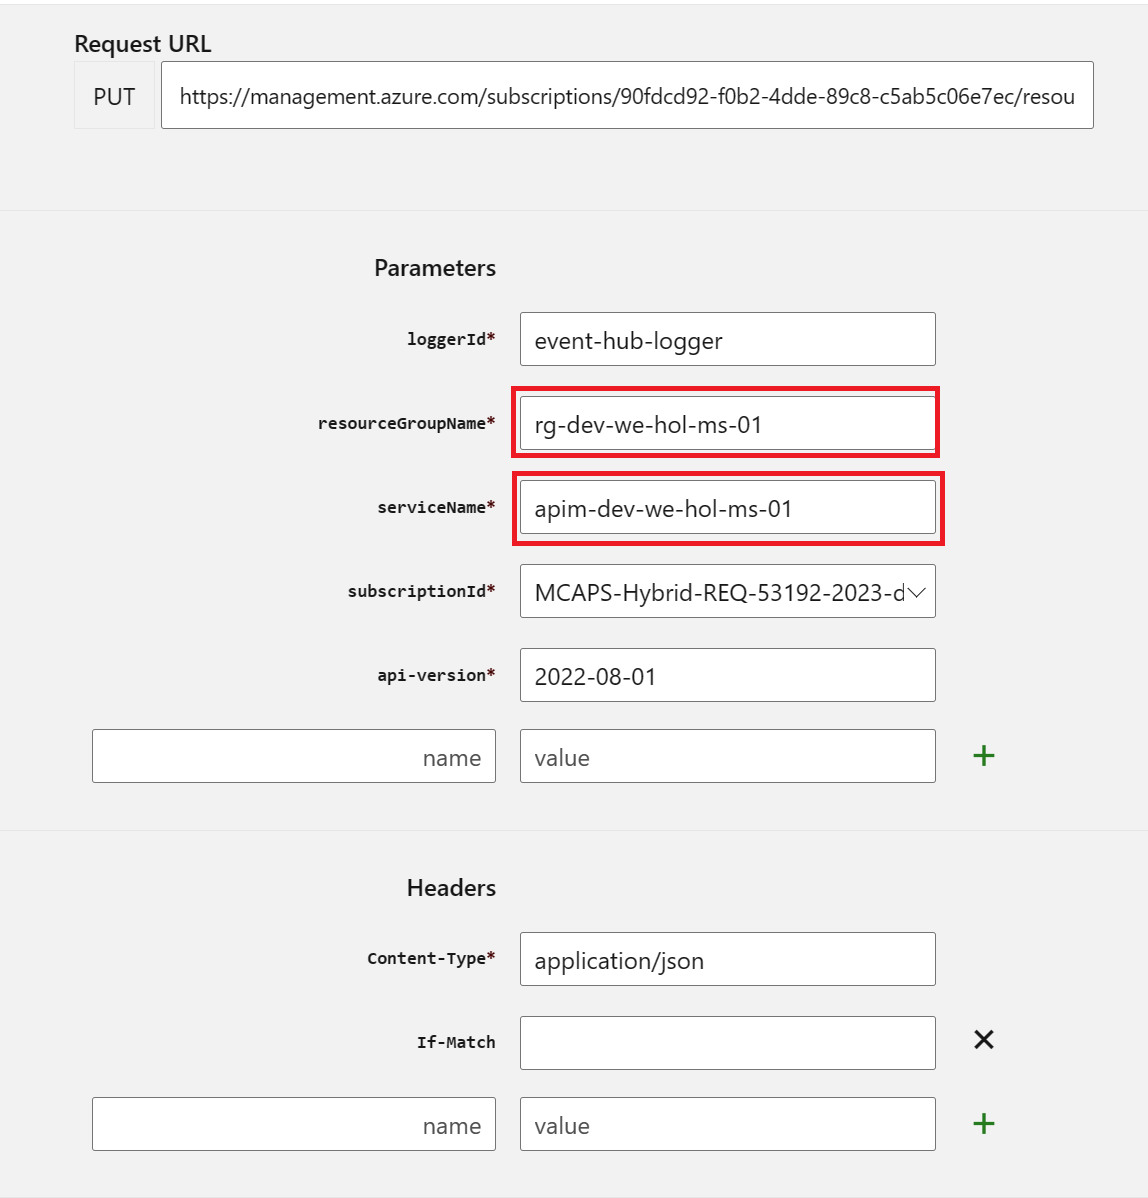 Request URL
PUT https://management.azure.com/subscriptions/90fdcd92-f0b2-4dde-89c8-c5ab5c06e7ec/resou
Parameters
loggerId* event-hub-logger
resourceGroupName* rg-dev-we-hol-ms-01
serviceName* apim-dev-we-hol-ms-01
subscriptionId* MCAPS-Hybrid-REQ-53192-2023-d
api-version* 2022-08-01
name value +
Headers
Content-Type* application/json
If-Match ✕
name value +